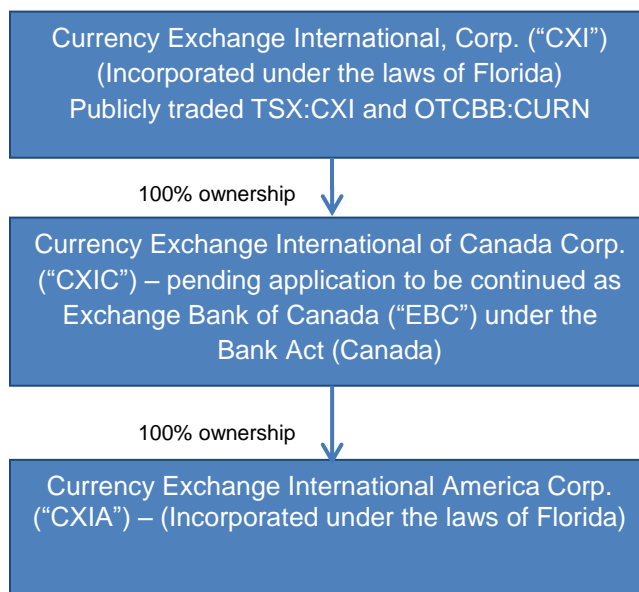 Currency Exchange International, Corp. (“CXI”)
(Incorporated under the laws of Florida)
Publicly traded TSX:CXI and OTCBB:CURN
100% ownership
Currency Exchange International of Canada Corp.
(“CXIC”) – pending application to be continued as
Exchange Bank of Canada (“EBC”) under the
Bank Act (Canada)
100% ownership
Currency Exchange International America Corp.
(“CXIA”) – (Incorporated under the laws of Florida)